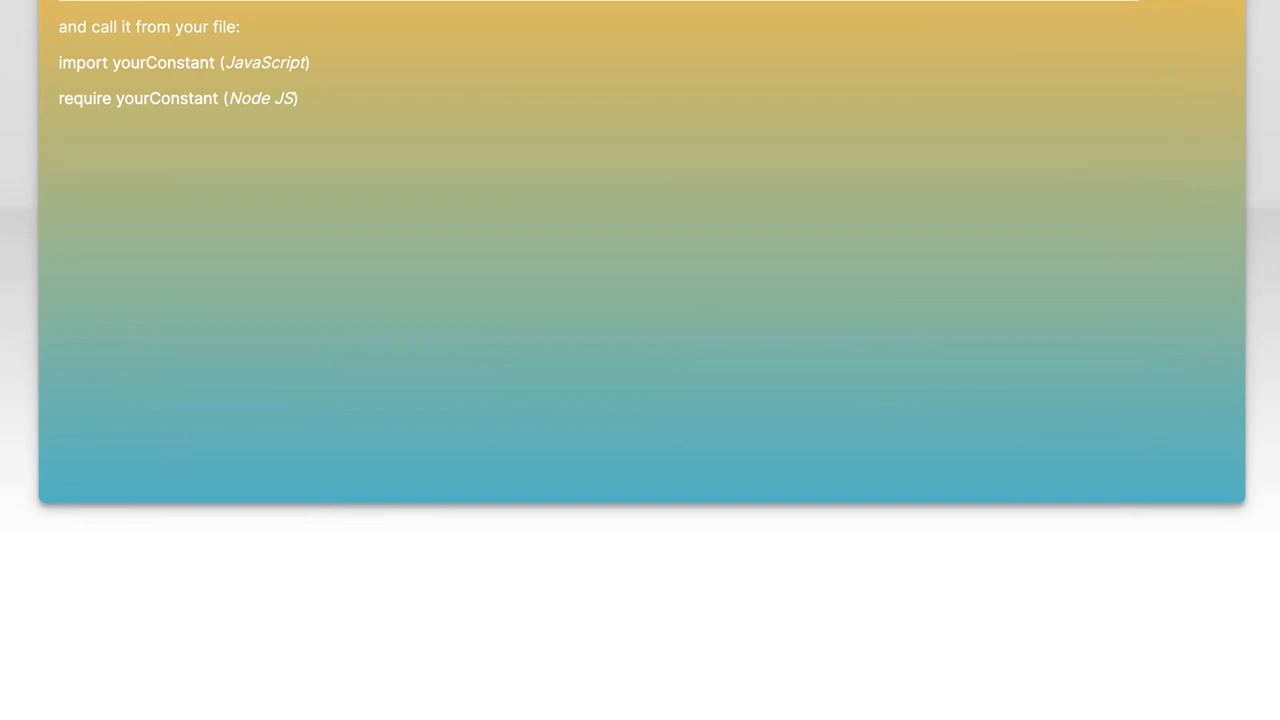 and call it from your file:
import yourConstant (JavaScript)
require yourConstant (Node JS)